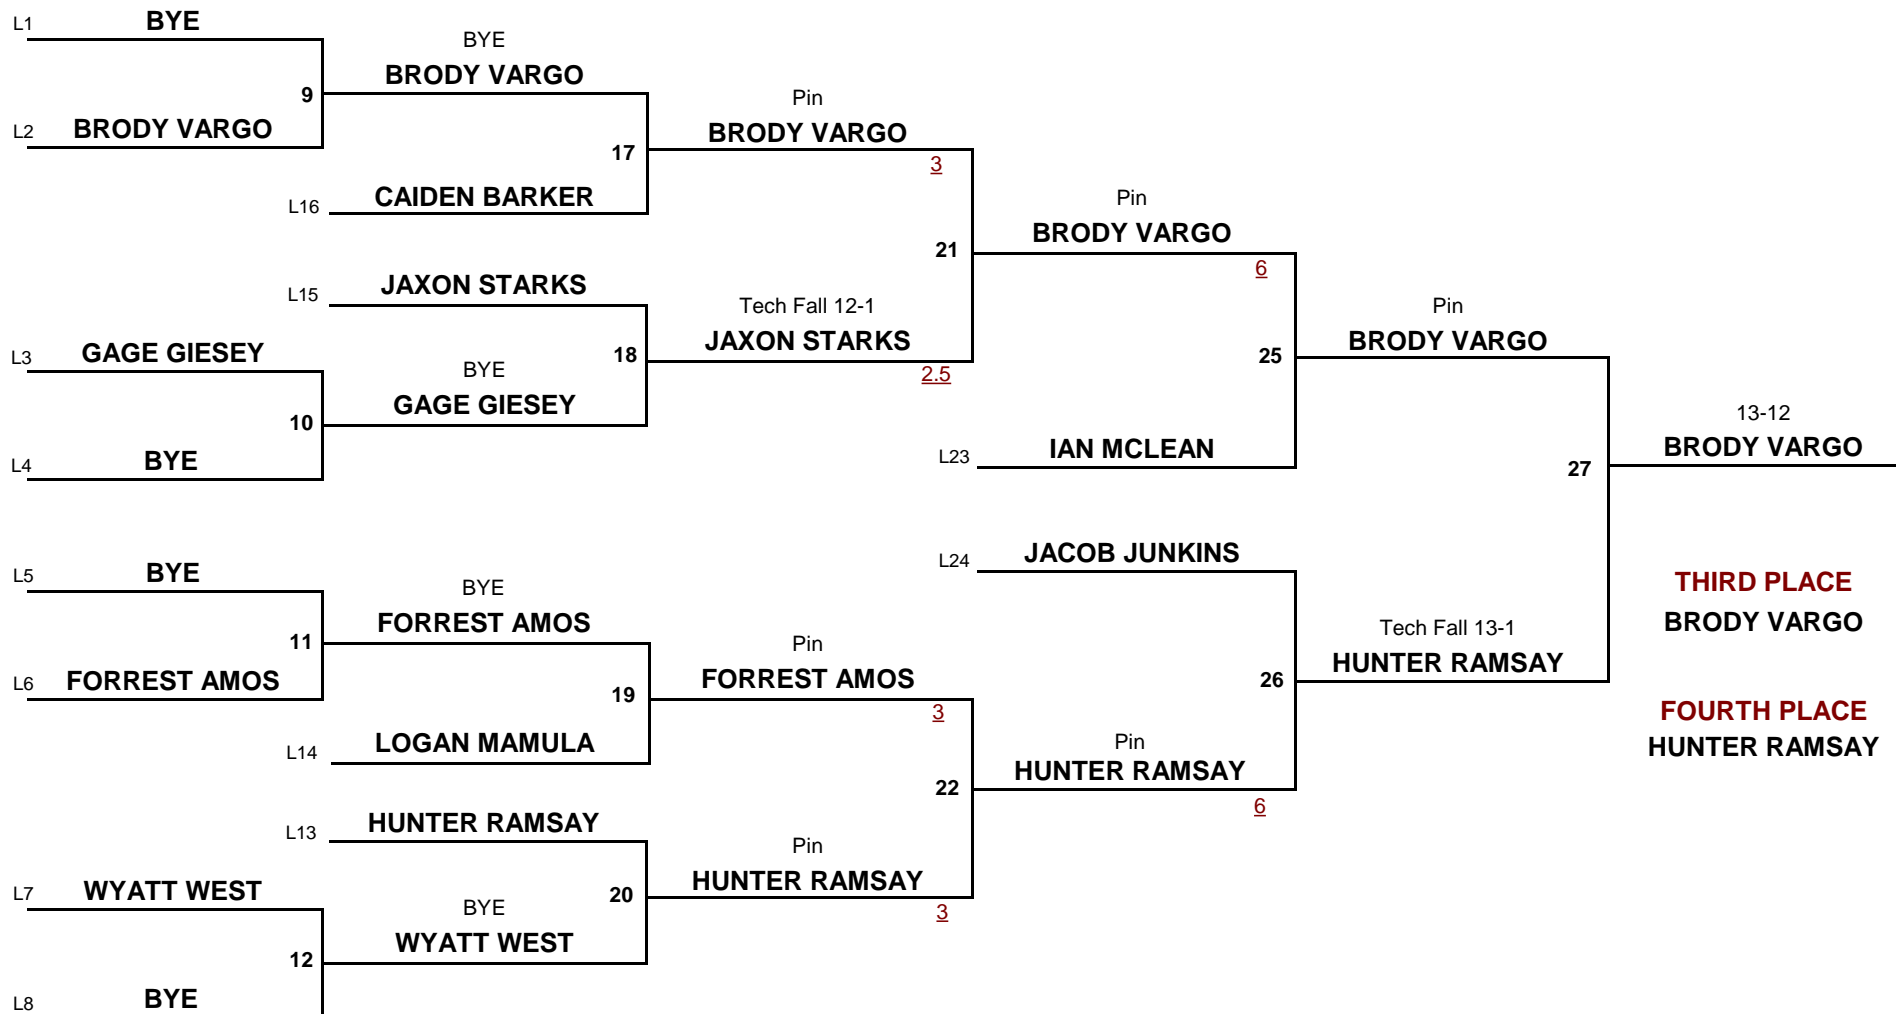 L1 BYE
BYE
BRODY VARGO
9
L2 BRODY VARGO
Pin
BRODY VARGO
3
17
L16 CAIDEN BARKER
Pin
BRODY VARGO
6
21
L15 JAXON STARKS
Tech Fall 12-1
JAXON STARKS
2.5
18
L3 GAGE GIESEY
BYE
GAGE GIESEY
10
L4 BYE
Pin
BRODY VARGO
25
L23 IAN MCLEAN
13-12
BRODY VARGO
27
L24 JACOB JUNKINS
L5 BYE
BYE
FORREST AMOS
11
L6 FORREST AMOS
Pin
FORREST AMOS
3
19
L14 LOGAN MAMULA
Tech Fall 13-1
HUNTER RAMSAY
26
THIRD PLACE
BRODY VARGO
FOURTH PLACE
HUNTER RAMSAY
Pin
HUNTER RAMSAY
6
22
L13 HUNTER RAMSAY
Pin
HUNTER RAMSAY
3
20
L7 WYATT WEST
BYE
WYATT WEST
12
L8 BYE